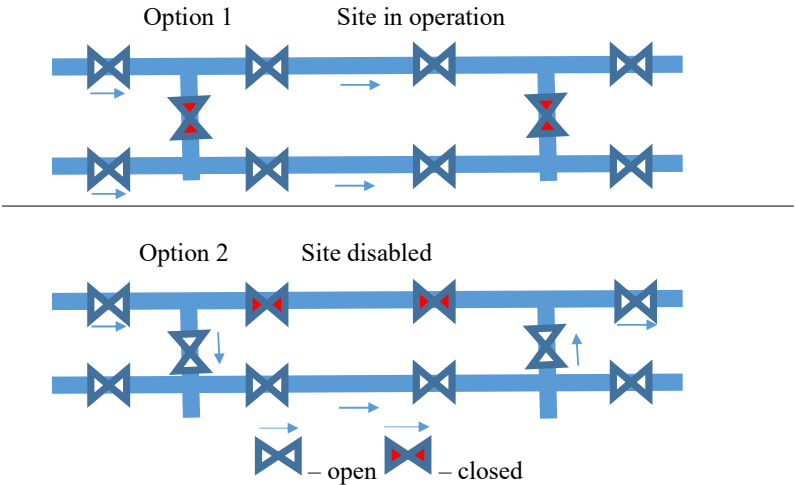 Option 1
Site in operation
Option 2
Site disabled
– open
– closed